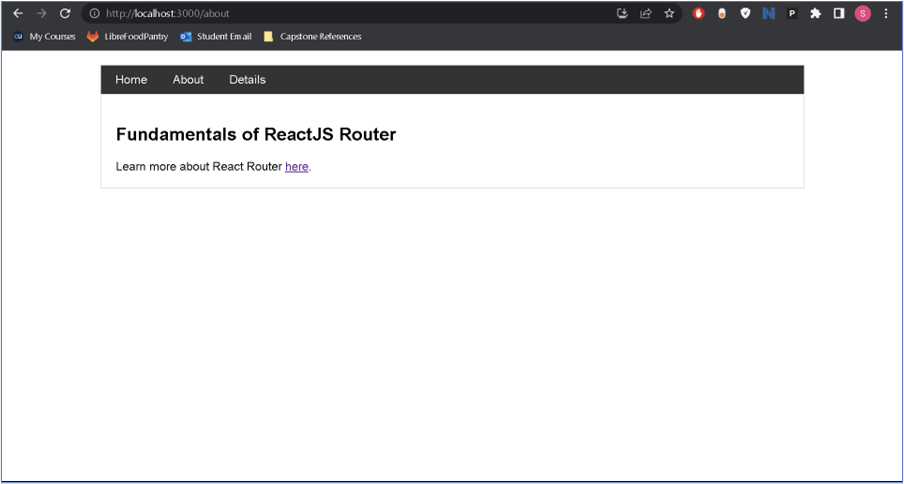 http://localhost:3000/about
My Courses LibreFoodPantry Student Email Capstone References
Home About Details
Fundamentals of ReactJS Router
Learn more about React Router here.